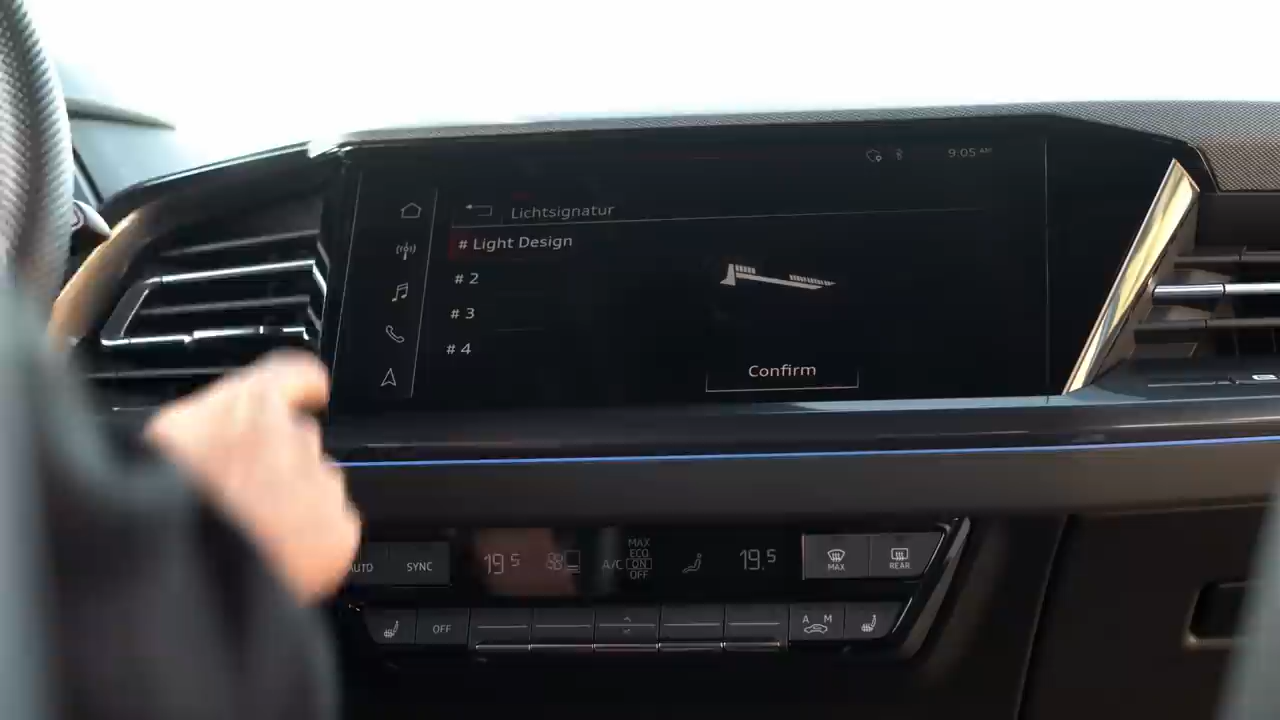 9:05 AM
Lichtsignatur
# Light Design
# 2
# 3
# 4
Confirm
AUTO
SYNC
19.5
A/C
MAX
ECO
ON
OFF
19.5
MAX
REAR
OFF
A M